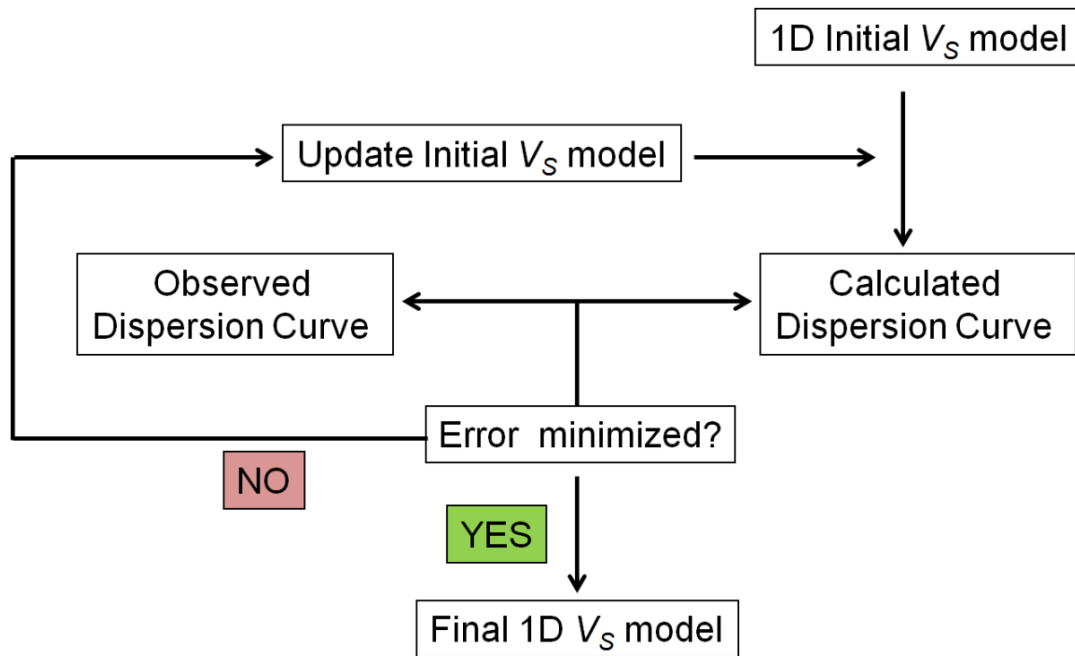 1D Initial VS model
Update Initial VS model
Observed
Dispersion Curve
Calculated
Dispersion Curve
Error minimized?
NO
YES
Final 1D VS model